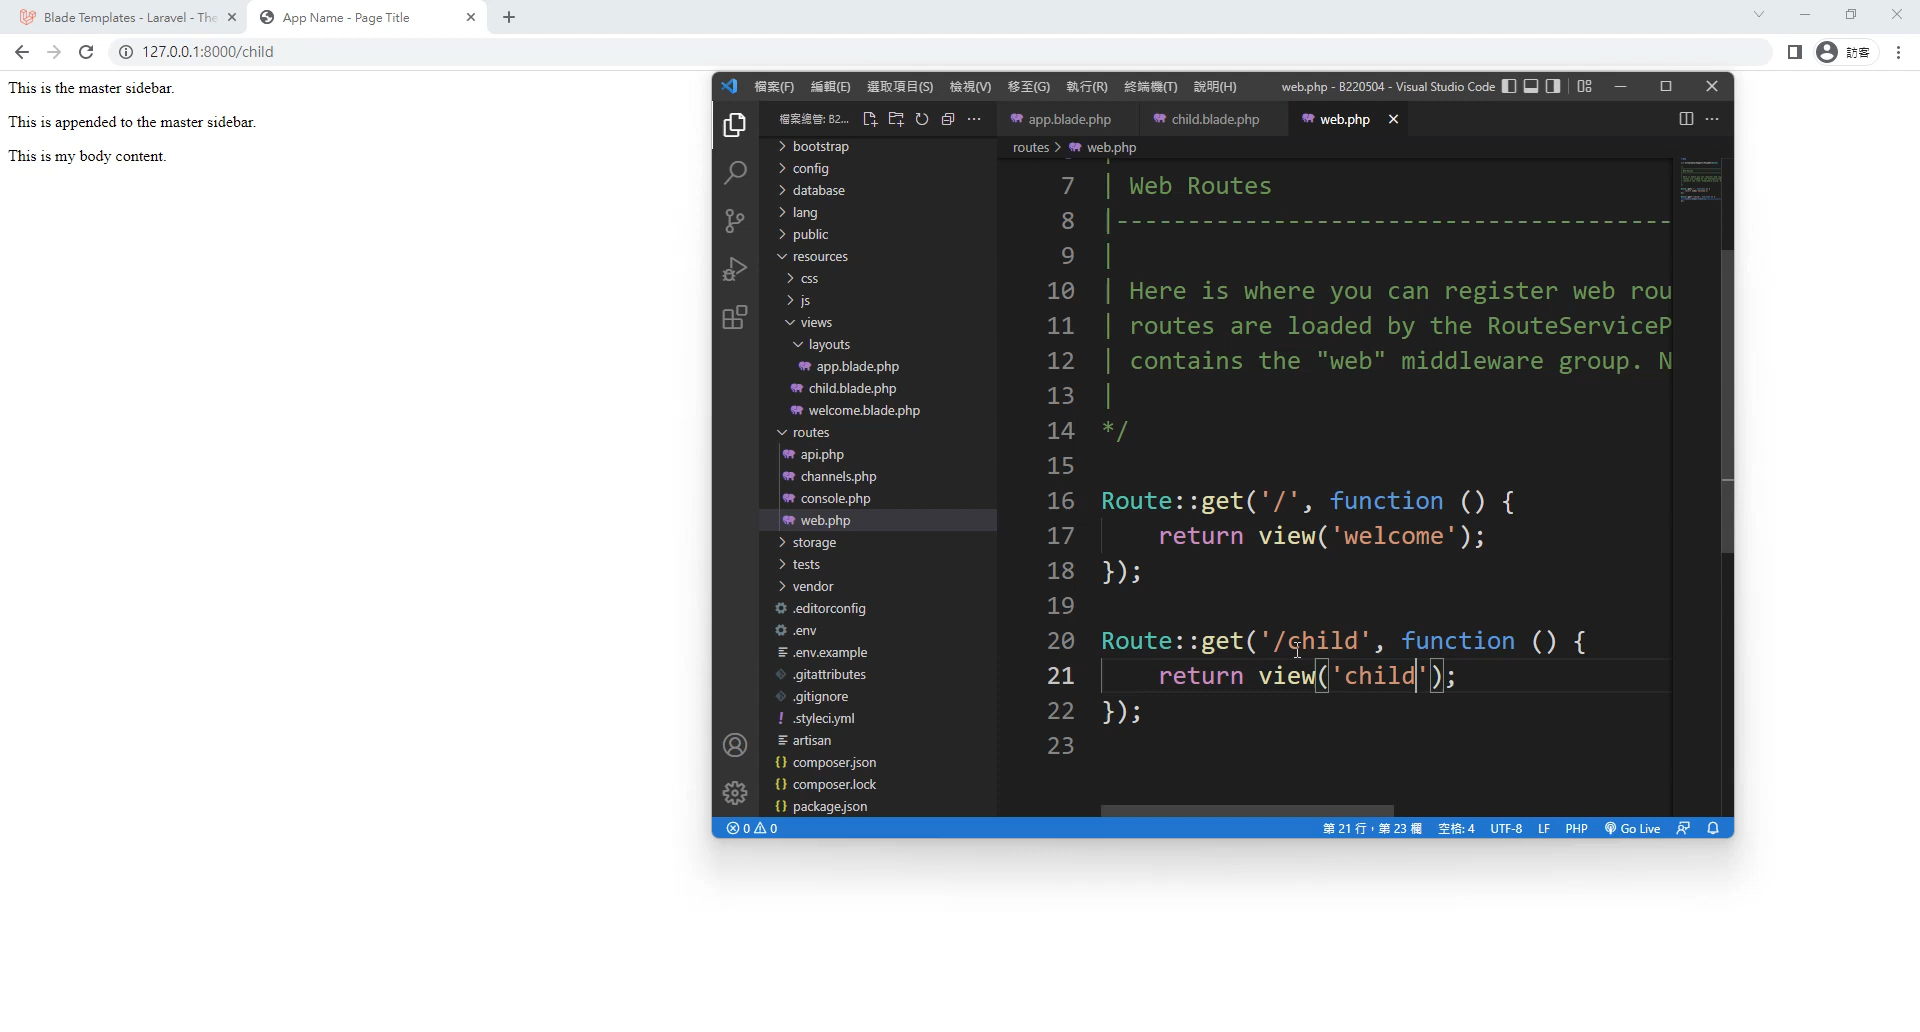 Blade Templates - Laravel - The
App Name - Page Title
127.0.0.1:8000/child
訪客
This is the master sidebar.
This is appended to the master sidebar.
This is my body content.
檔案(F) 編輯(E) 選取項目(S) 檢視(V) 移至(G) 執行(R) 終端機(T) 說明(H)
web.php - B220504 - Visual Studio Code
檔案總管: B2...
app.blade.php
child.blade.php
web.php
routes > web.php
bootstrap
config
database
lang
public
resources
css
js
views
layouts
app.blade.php
child.blade.php
welcome.blade.php
routes
api.php
channels.php
console.php
web.php
storage
tests
vendor
.editorconfig
.env
.env.example
.gitattributes
.gitignore
.styleci.yml
artisan
composer.json
composer.lock
package.json
7 | Web Routes
8 |---------------------------------------
9 |
10 | Here is where you can register web rou
11 | routes are loaded by the RouteServiceP
12 | contains the "web" middleware group. N
13 |
14 */
15
16 Route::get('/', function () {
17 return view('welcome');
18 });
19
20 Route::get('/child', function () {
21 return view('child');
22 });
23
0 0
第 21 行，第 23 欄 空格: 4 UTF-8 LF PHP Go Live